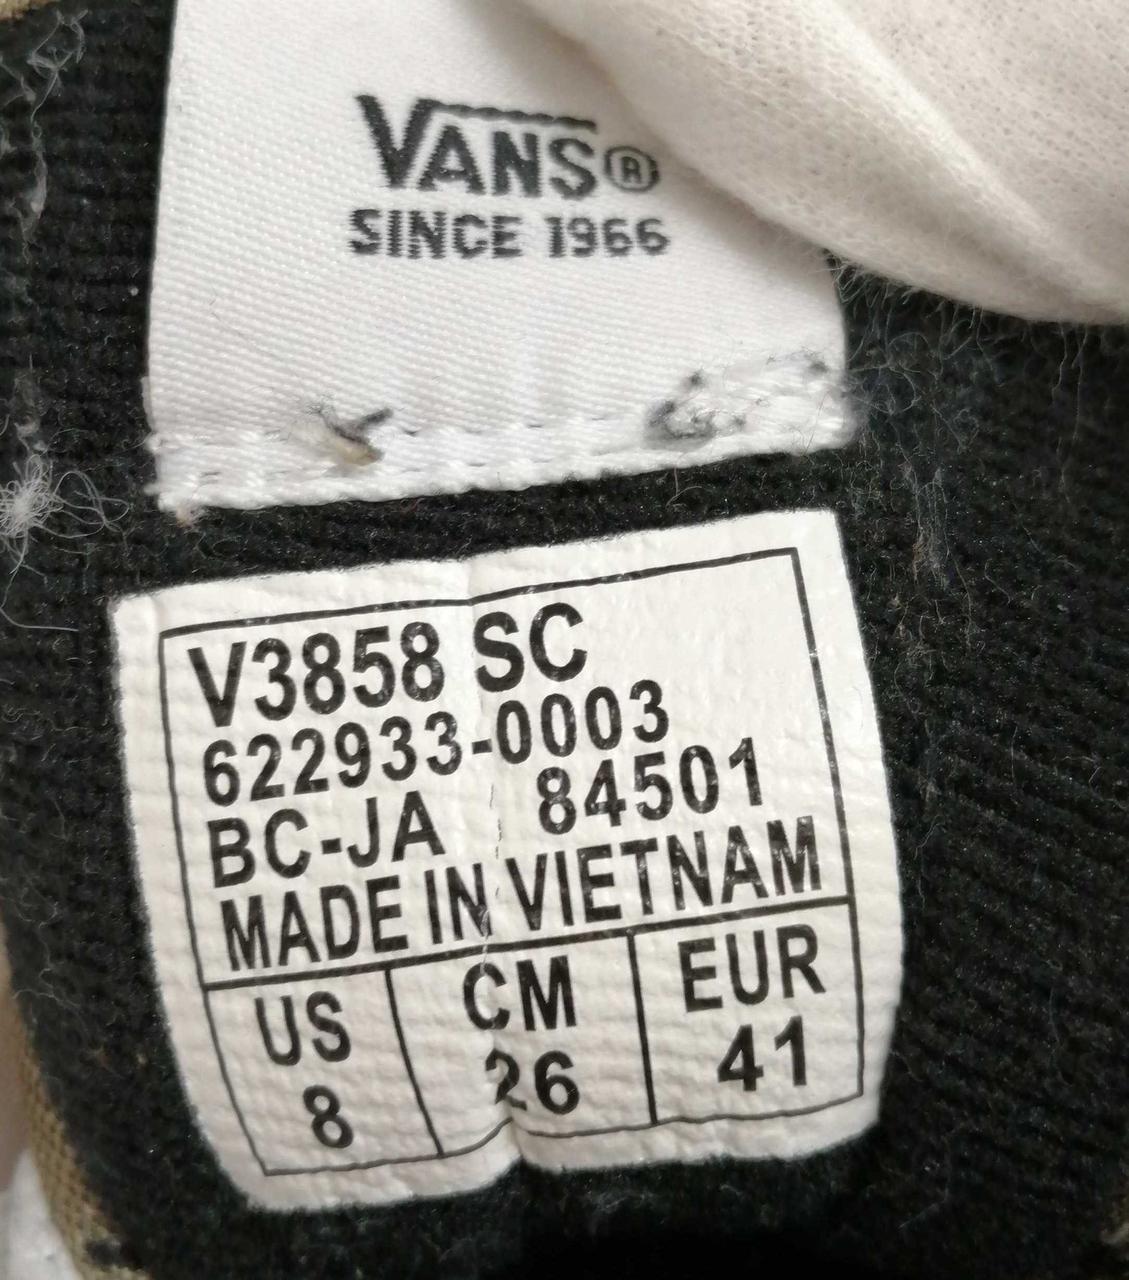 VANS®
SINCE 1966
V3858 SC
622933-0003
BC-JA 84501
MADE IN VIETNAM
US CM EUR
8 26 41